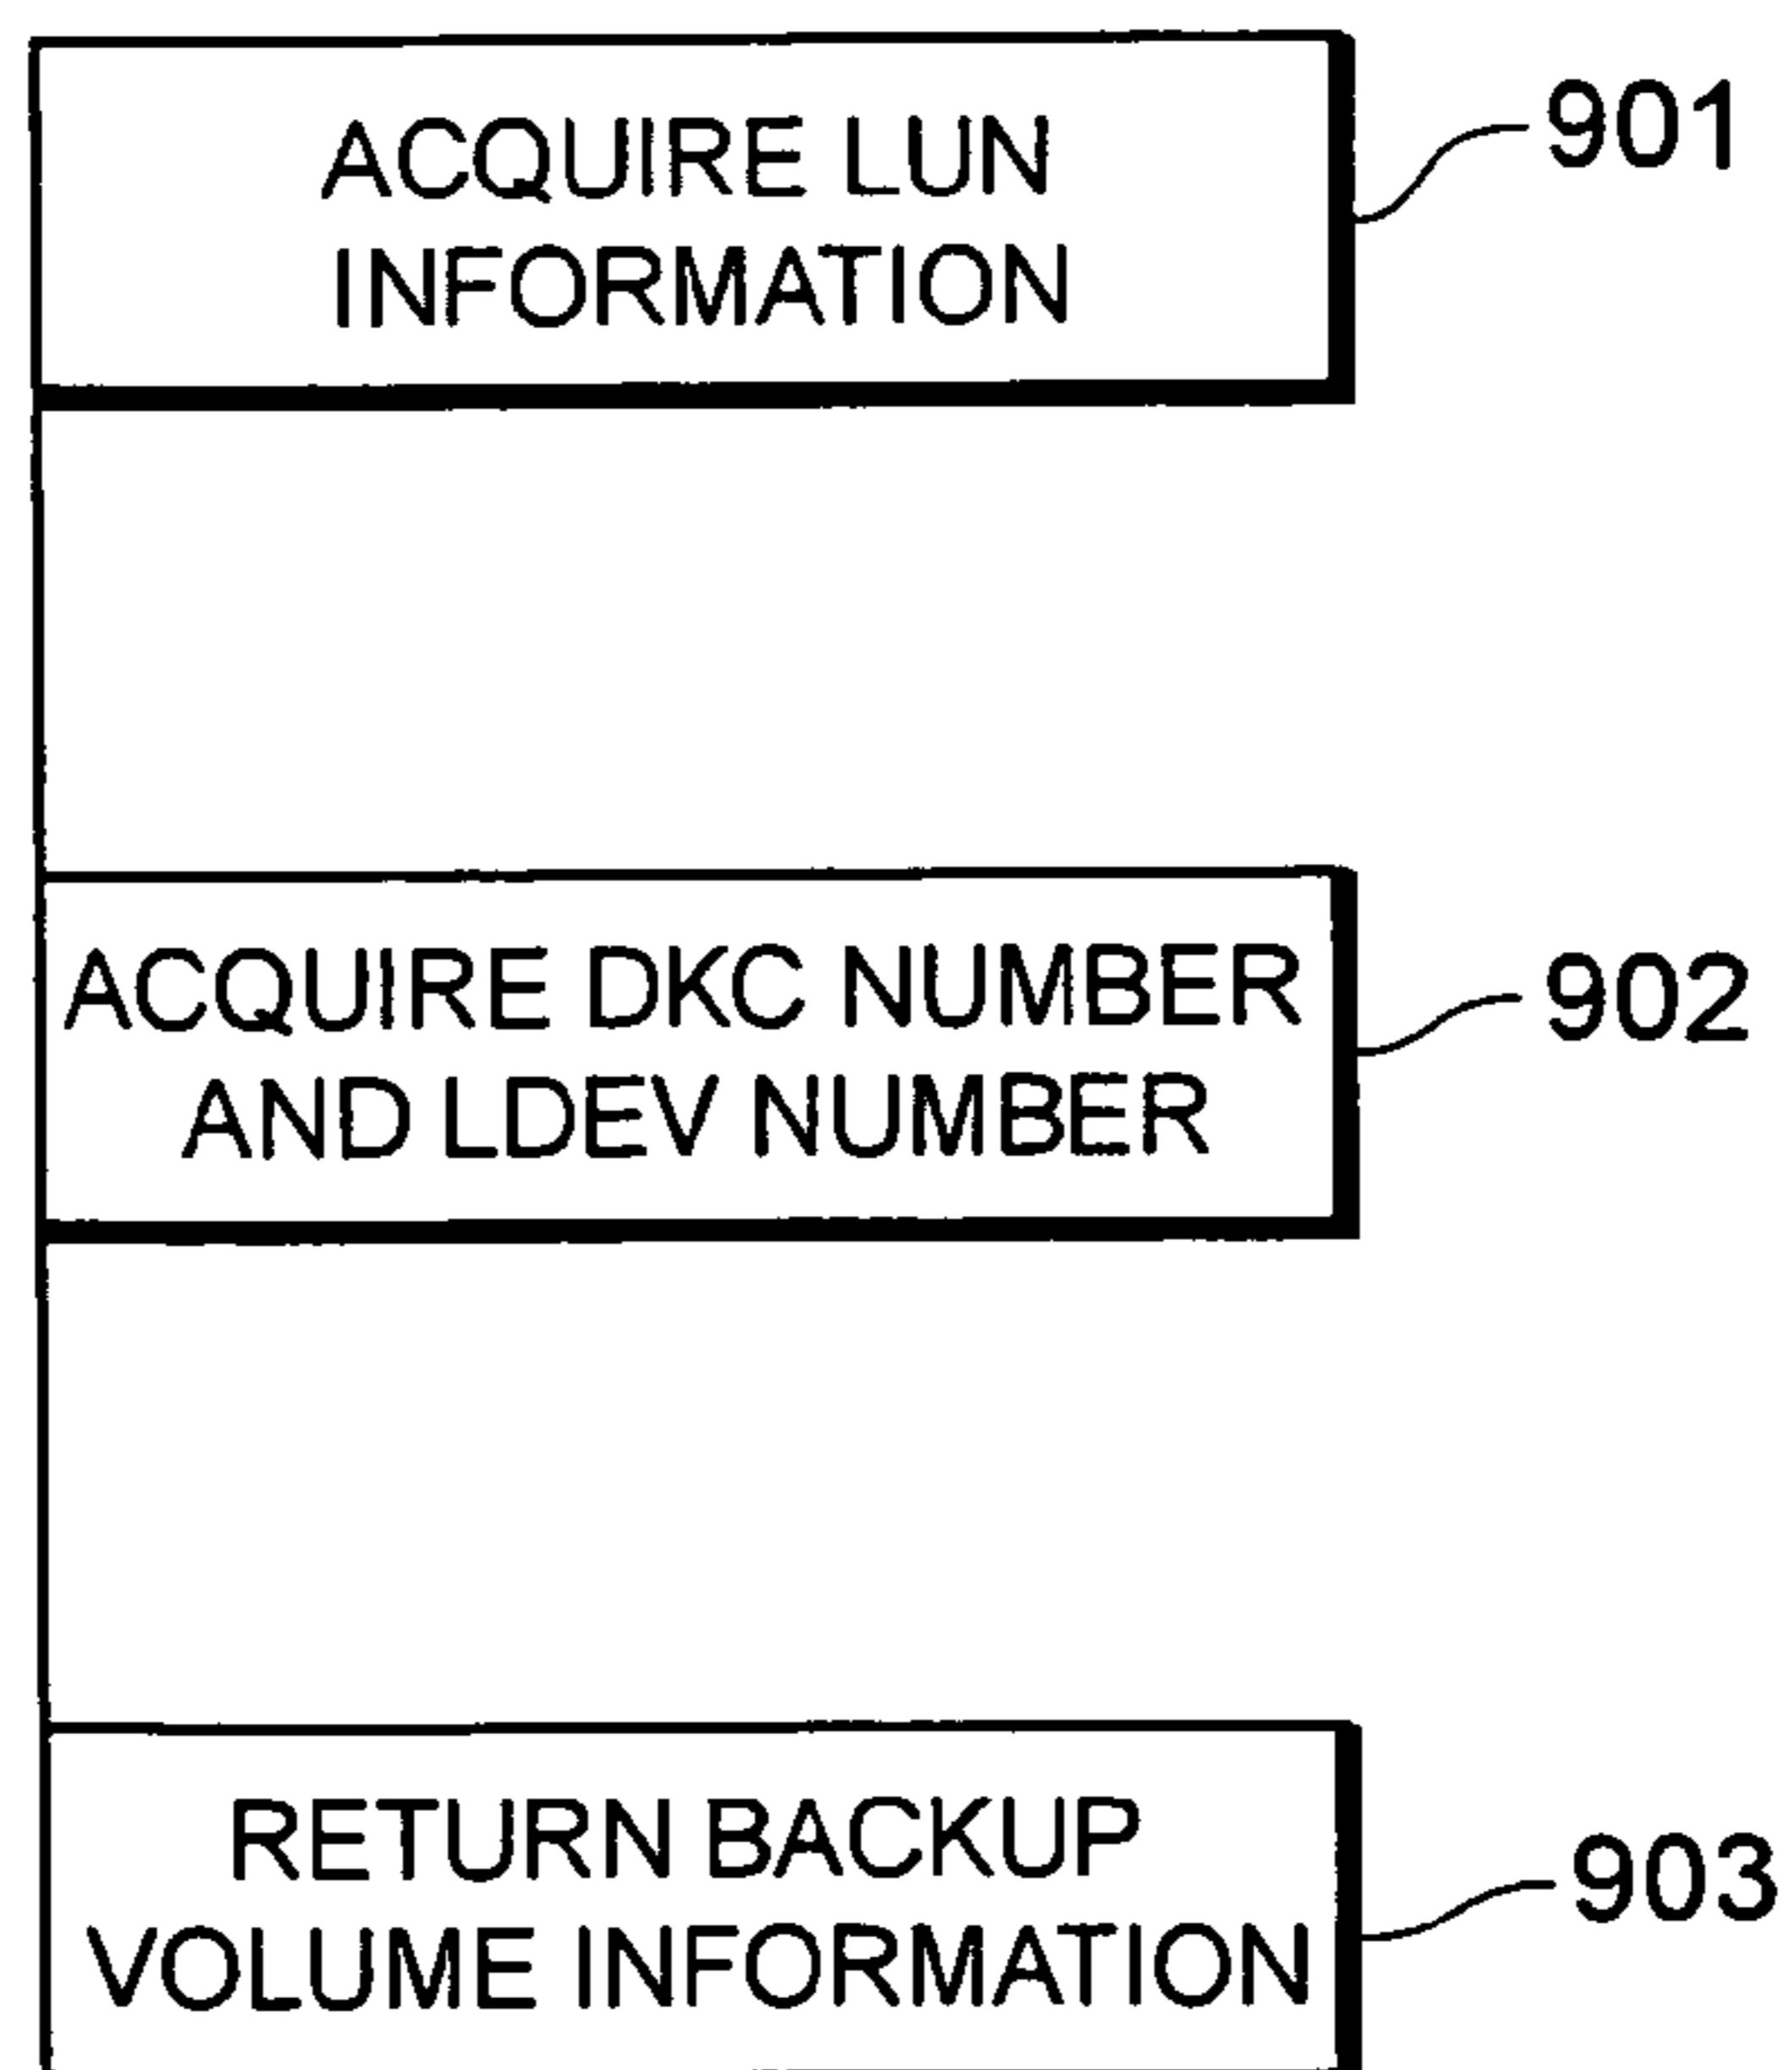 ACQUIRE LUN
INFORMATION
901
ACQUIRE DKC NUMBER
AND LDEV NUMBER
902
RETURN BACKUP
VOLUME INFORMATION
903